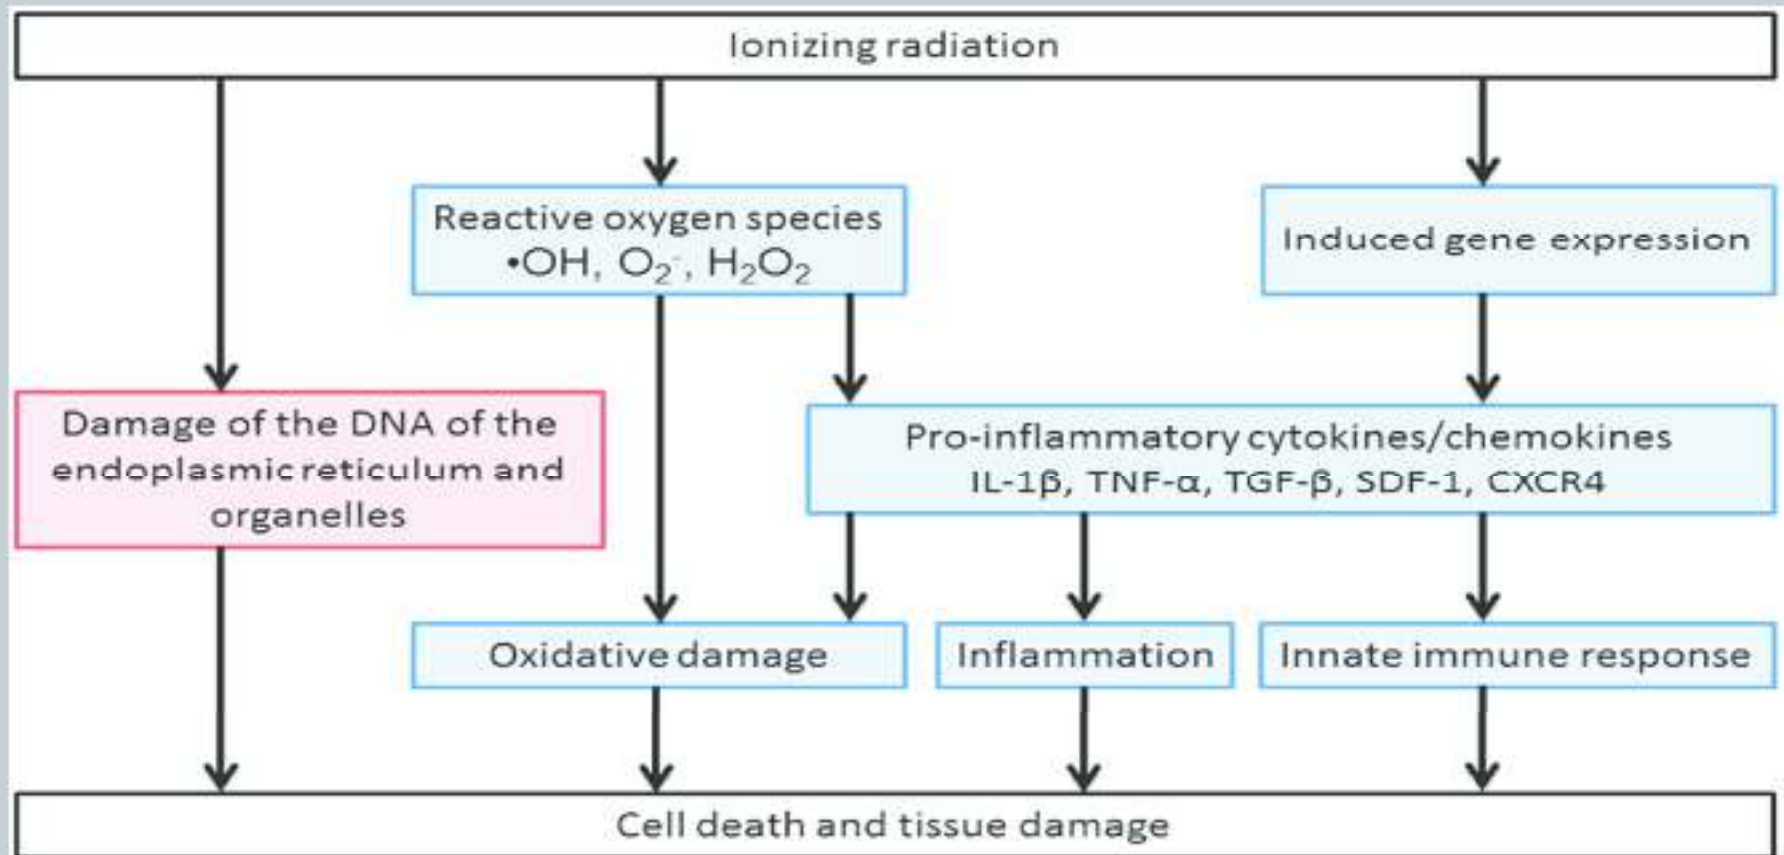 Ionizing radiation
Reactive oxygen species
•OH, O₂⁻, H₂O₂
Induced gene expression
Damage of the DNA of the
endoplasmic reticulum and
organelles
Pro-inflammatory cytokines/chemokines
IL-1β, TNF-α, TGF-β, SDF-1, CXCR4
Oxidative damage
Inflammation
Innate immune response
Cell death and tissue damage